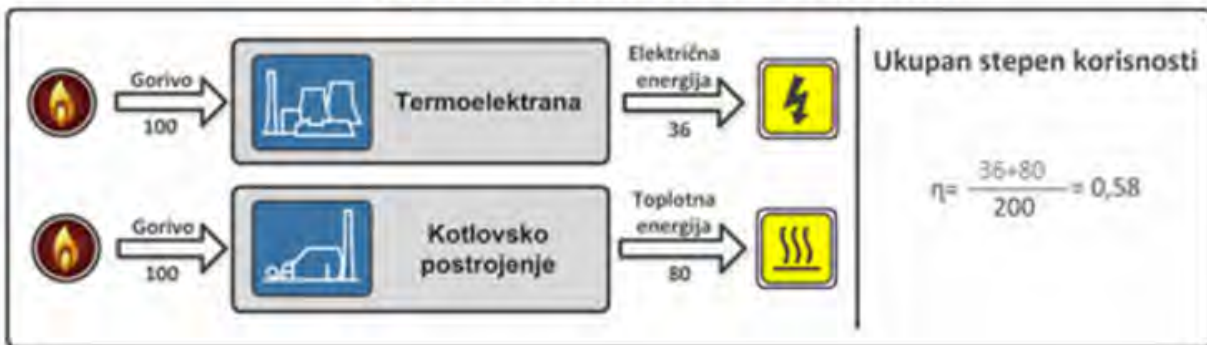 Gorivo
100
Termoelektrana
Električna
energija
36
Gorivo
100
Kotlovsko
postrojenje
Toplotna
energija
80
Ukupan stepen korisnosti
η= 36+80 / 200 = 0,58